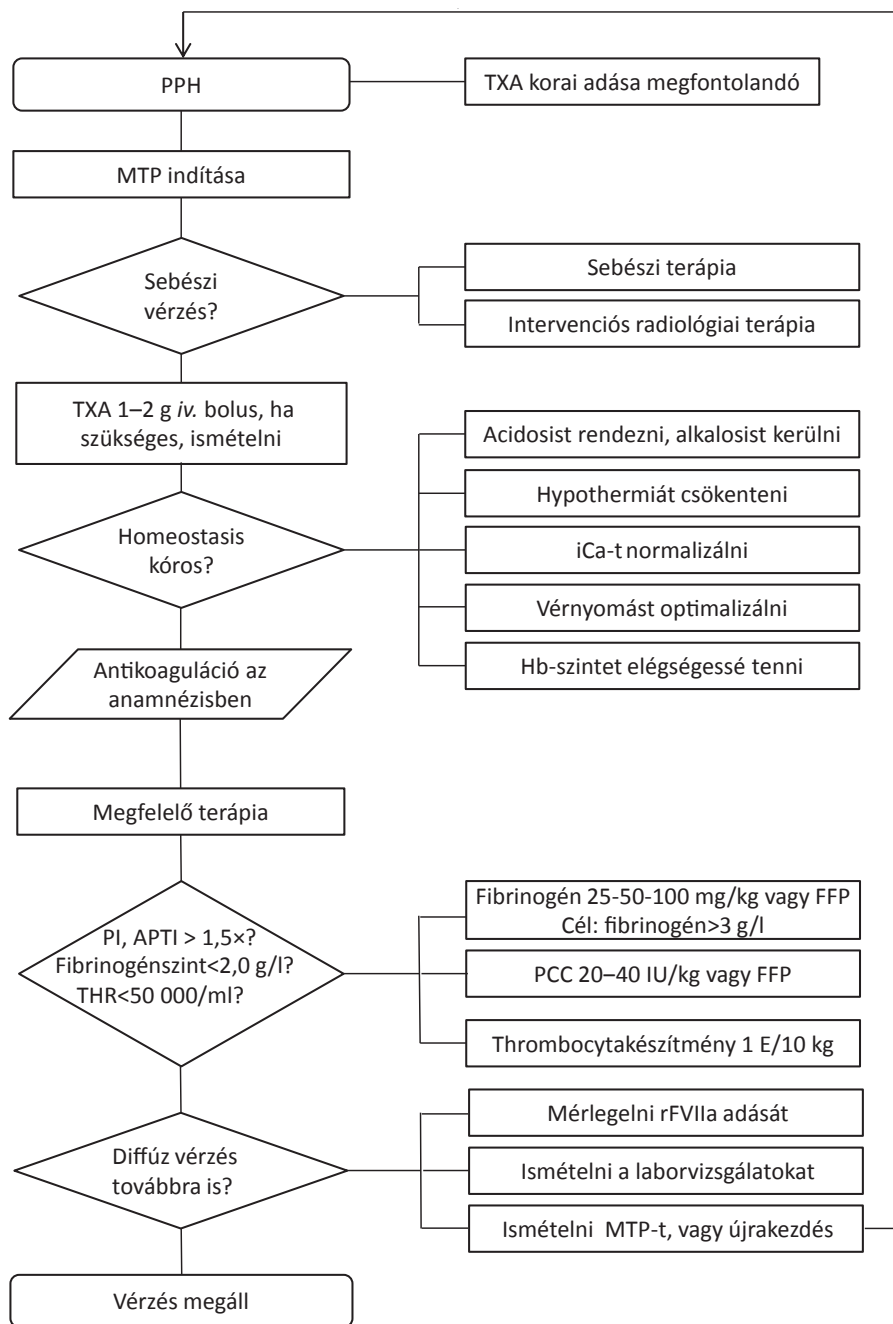 PPH
TXA korai adása megfontolandó
MTP indítása
Sebészi
vérzés?
Sebészi terápia
Intervenciós radiológiai terápia
TXA 1–2 g iv. bolus, ha
szükséges, ismételni
Homeostasis
kóros?
Acidosist rendezni, alkalosist kerülni
Hypothermiát csökenteni
iCa-t normalizálni
Vérnyomást optimalizálni
Hb-szintet elégségessé tenni
Antikoaguláció az
anamnézisben
Megfelelő terápia
PI, APTI > 1,5×?
Fibrinogénszint<2,0 g/l?
THR<50 000/ml?
Fibrinogén 25-50-100 mg/kg vagy FFP
Cél: fibrinogén>3 g/l
PCC 20–40 IU/kg vagy FFP
Thrombocytakészítmény 1 E/10 kg
Diffúz vérzés
továbbra is?
Mérlegelni rFVIIa adását
Ismételni a laborvizsgálatokat
Ismételni MTP-t, vagy újrakezdés
Vérzés megáll